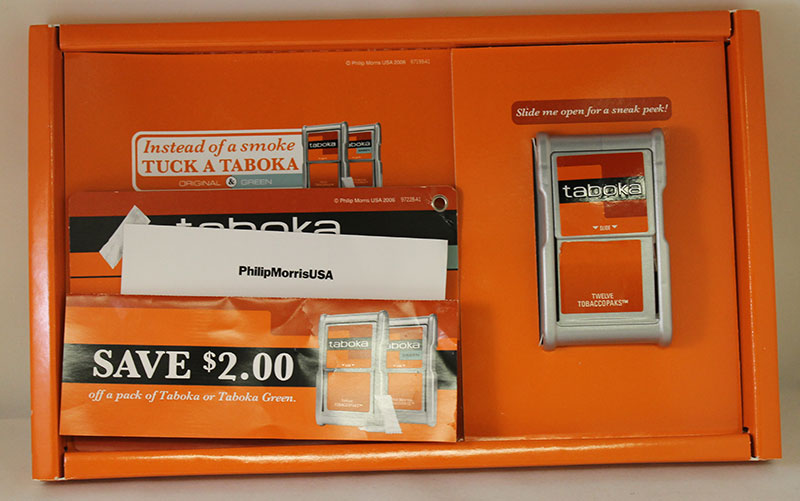 © Philip Morris USA 2006
Slide me open for a sneak peek!
Instead of a smoke
TUCK A TABOKA
ORIGINAL & GREEN
taboka
© Philip Morris USA 2006
taboka
PhilipMorrisUSA
SAVE $2.00
off a pack of Taboka or Taboka Green.
taboka
taboka
taboka
SLIDE
TWELVE
TOBACCOPAKS™